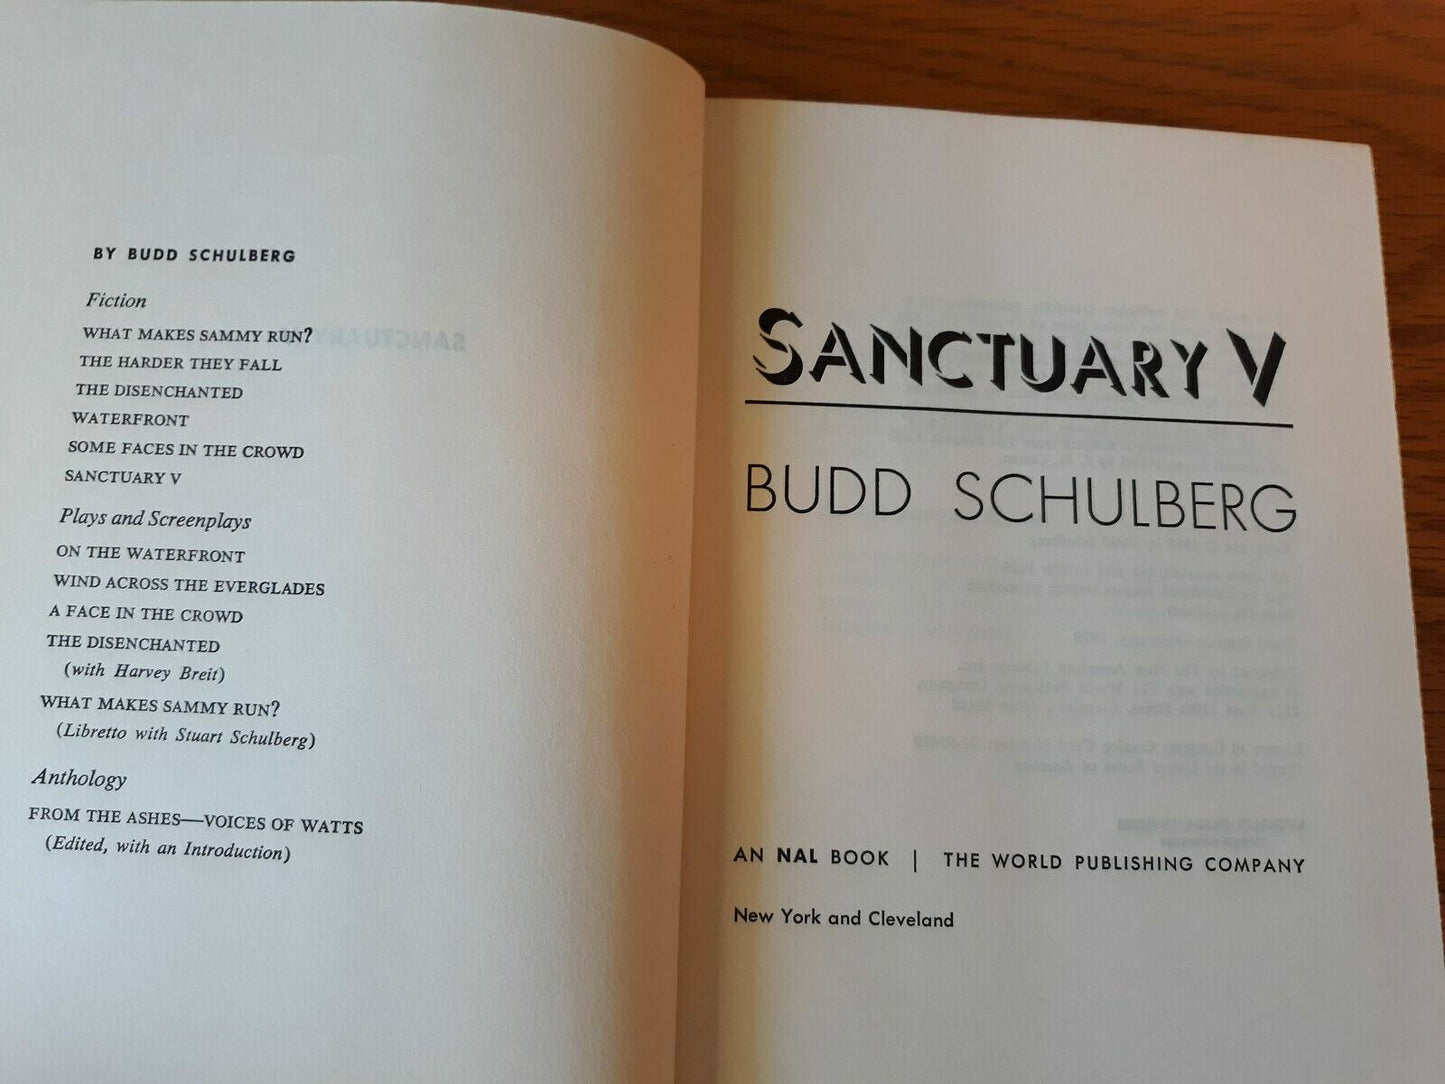 BY BUDD SCHULBERG
Fiction
WHAT MAKES SAMMY RUN?
THE HARDER THEY FALL
THE DISENCHANTED
WATERFRONT
SOME FACES IN THE CROWD
SANCTUARY V
Plays and Screenplays
ON THE WATERFRONT
WIND ACROSS THE EVERGLADES
A FACE IN THE CROWD
THE DISENCHANTED
(with Harvey Breit)
WHAT MAKES SAMMY RUN?
(Libretto with Stuart Schulberg)
Anthology
FROM THE ASHES—VOICES OF WATTS
(Edited, with an Introduction)
SANCTUARY V
BUDD SCHULBERG
AN NAL BOOK | THE WORLD PUBLISHING COMPANY
New York and Cleveland